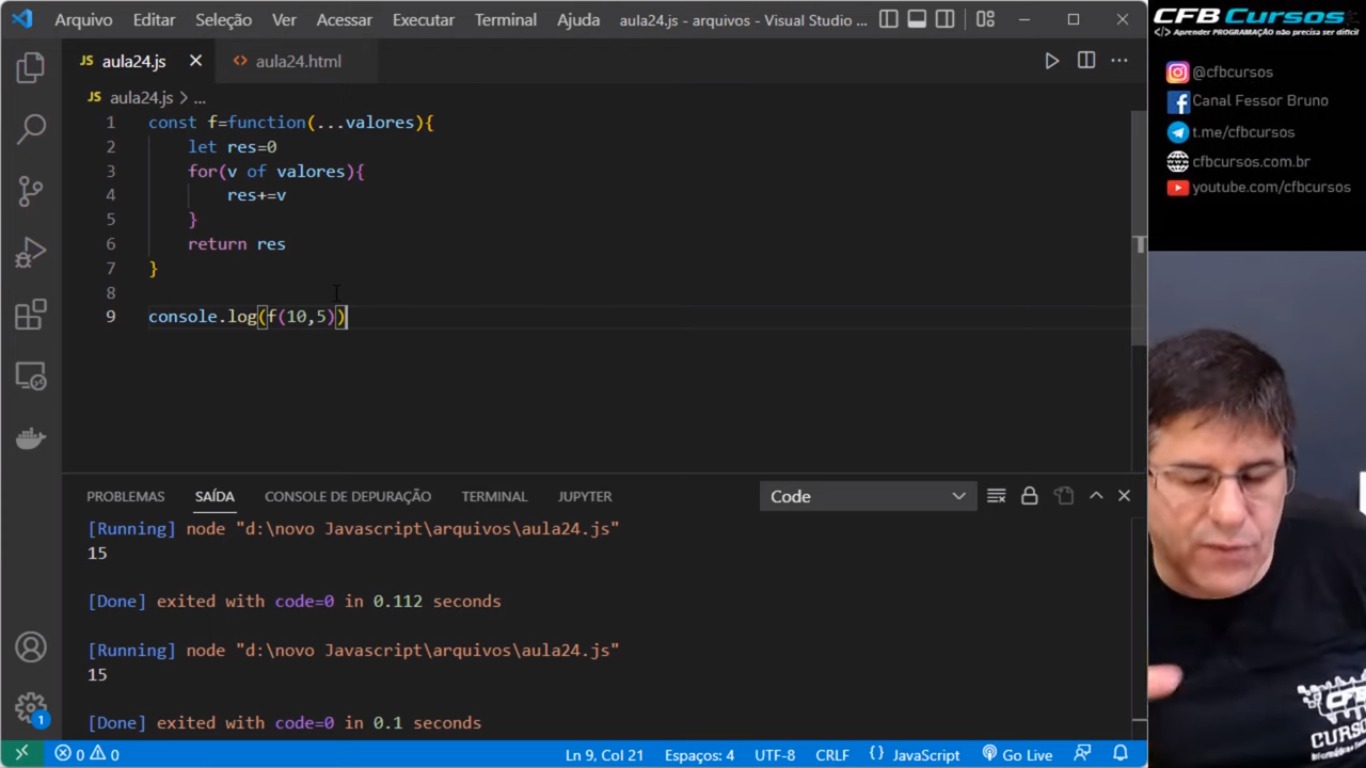 Arquivo Editar Seleção Ver Acessar Executar Terminal Ajuda aula24.js - arquivos - Visual Studio ...
JS aula24.js
<> aula24.html
JS aula24.js > ...
1 const f=function(...valores){
2     let res=0
3     for(v of valores){
4         res+=v
5     }
6     return res
7 }
8
9 console.log(f(10,5))
PROBLEMAS SAÍDA CONSOLE DE DEPURAÇÃO TERMINAL JUPYTER Code
[Running] node "d:\novo Javascript\arquivos\aula24.js"
15
[Done] exited with code=0 in 0.112 seconds
[Running] node "d:\novo Javascript\arquivos\aula24.js"
15
[Done] exited with code=0 in 0.1 seconds
1
0 0 Ln 9, Col 21 Espaços: 4 UTF-8 CRLF {} JavaScript Go Live
CFB Cursos
</> Aprender PROGRAMAÇÃO não precisa ser difícil
@cfbcursos
Canal Fessor Bruno
t.me/cfbcursos
cfbcursos.com.br
youtube.com/cfbcursos
CFB